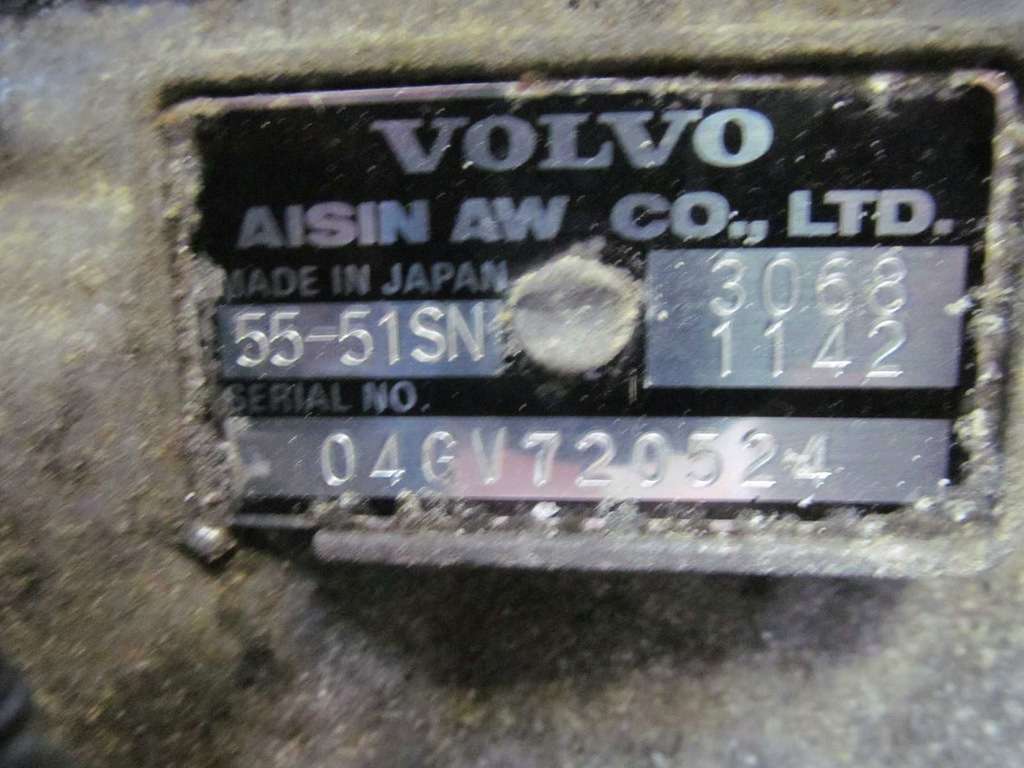 VOLVO
AISIN AW CO., LTD.
MADE IN JAPAN
55-51SN
3068
1142
SERIAL NO.
04GV720524